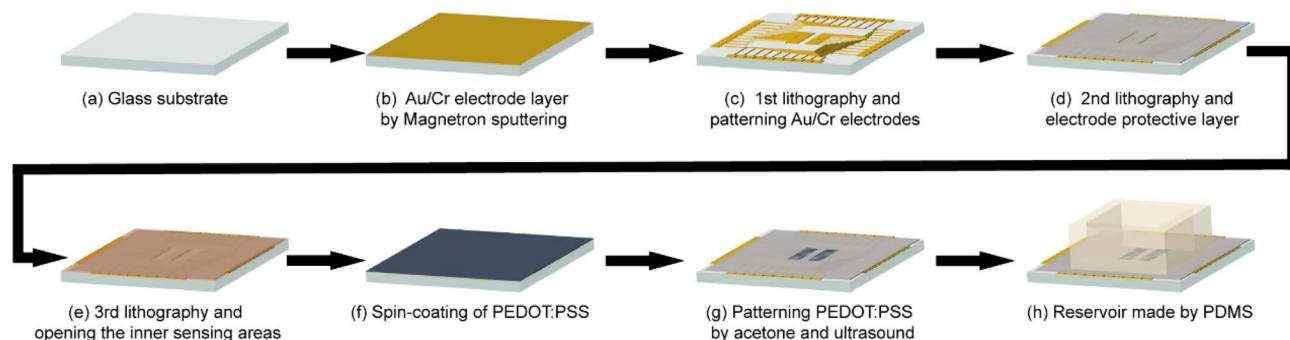 (a) Glass substrate
(b) Au/Cr electrode layer
by Magnetron sputtering
(c) 1st lithography and
patterning Au/Cr electrodes
(d) 2nd lithography and
electrode protective layer
(e) 3rd lithography and
opening the inner sensing areas
(f) Spin-coating of PEDOT:PSS
(g) Patterning PEDOT:PSS
by acetone and ultrasound
(h) Reservoir made by PDMS